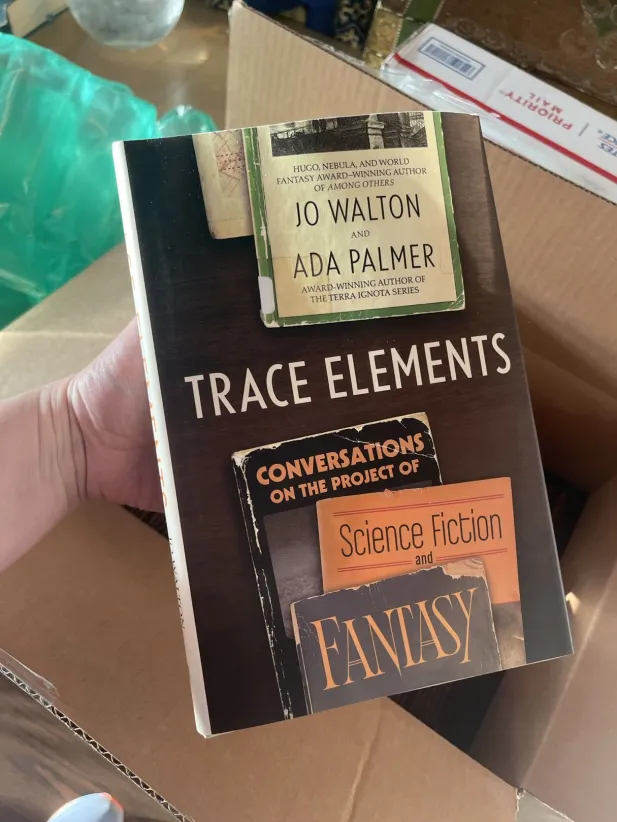 HUGO, NEBULA, AND WORLD
FANTASY AWARD–WINNING AUTHOR
OF AMONG OTHERS
JO WALTON
AND
ADA PALMER
AWARD-WINNING AUTHOR OF
THE TERRA IGNOTA SERIES
TRACE ELEMENTS
CONVERSATIONS
ON THE PROJECT OF
Science Fiction
and
FANTASY
PRIORITY
MAIL